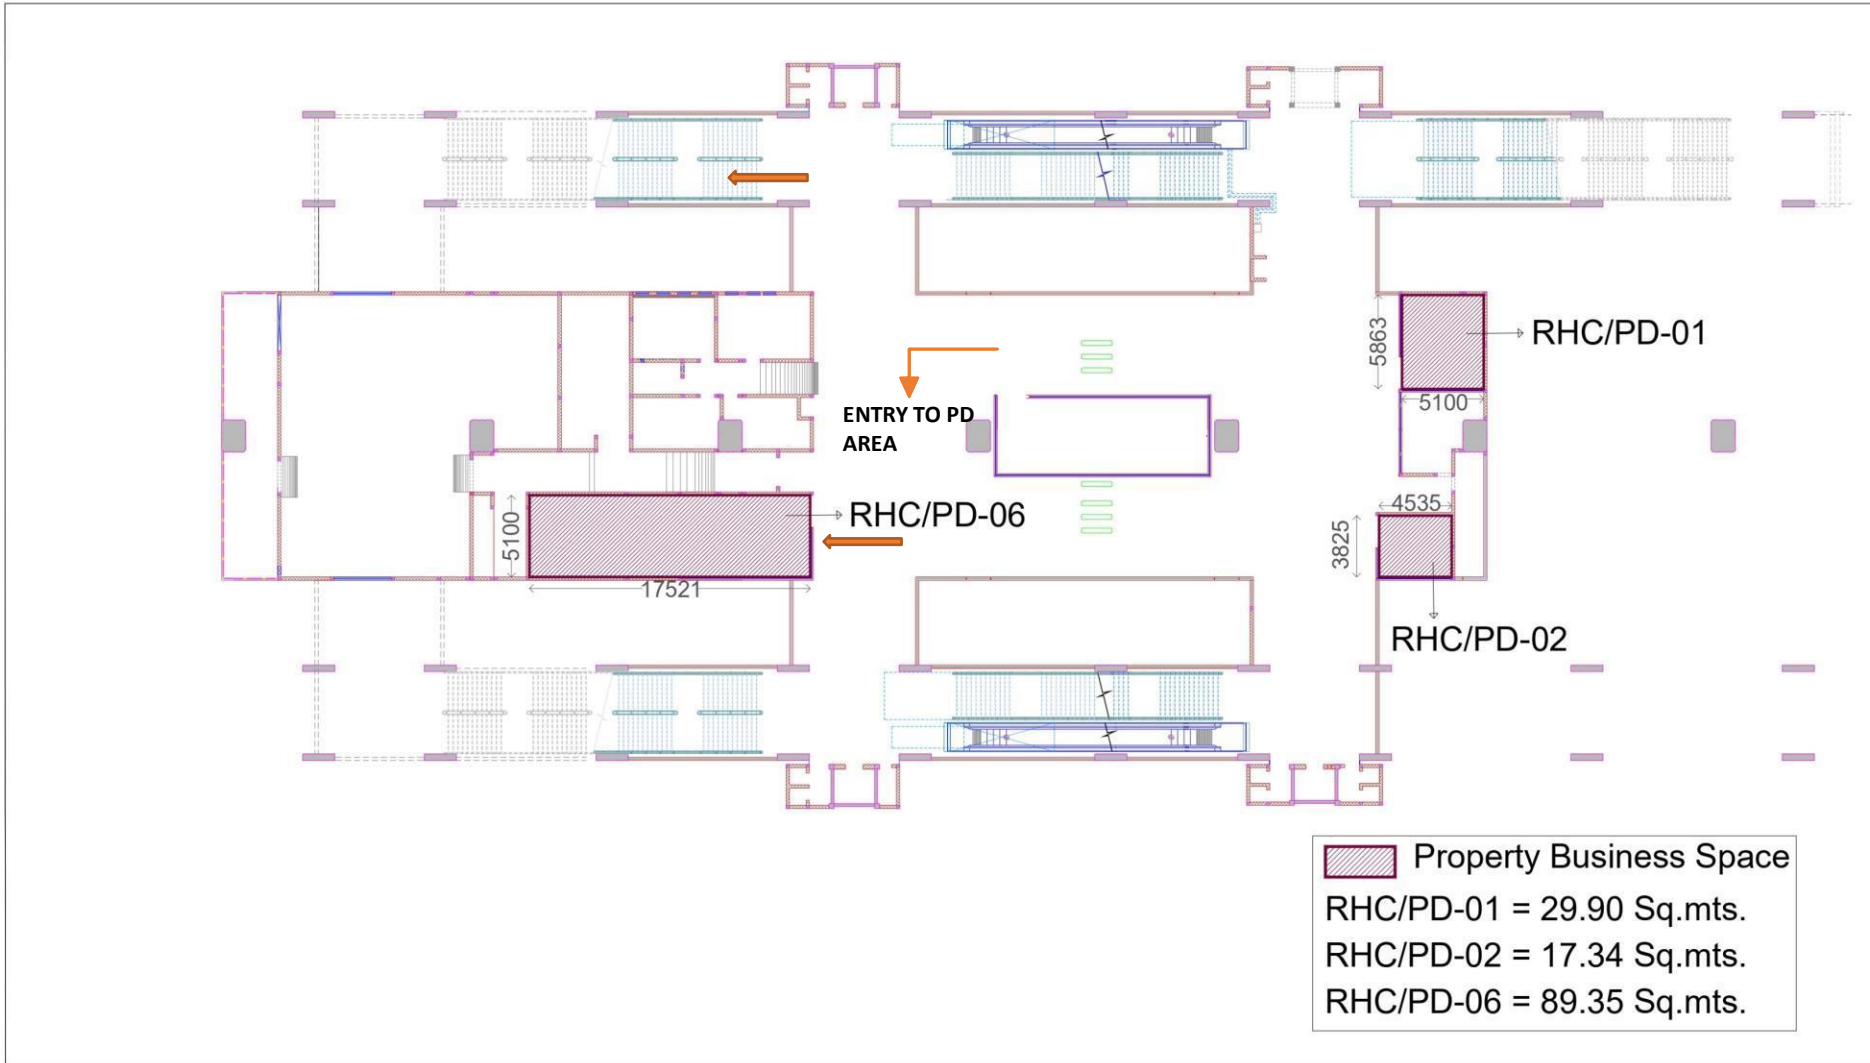 RHC/PD-01
5863
5100
ENTRY TO PD
AREA
RHC/PD-06
5100
17521
4535
3825
RHC/PD-02
Property Business Space
RHC/PD-01 = 29.90 Sq.mts.
RHC/PD-02 = 17.34 Sq.mts.
RHC/PD-06 = 89.35 Sq.mts.